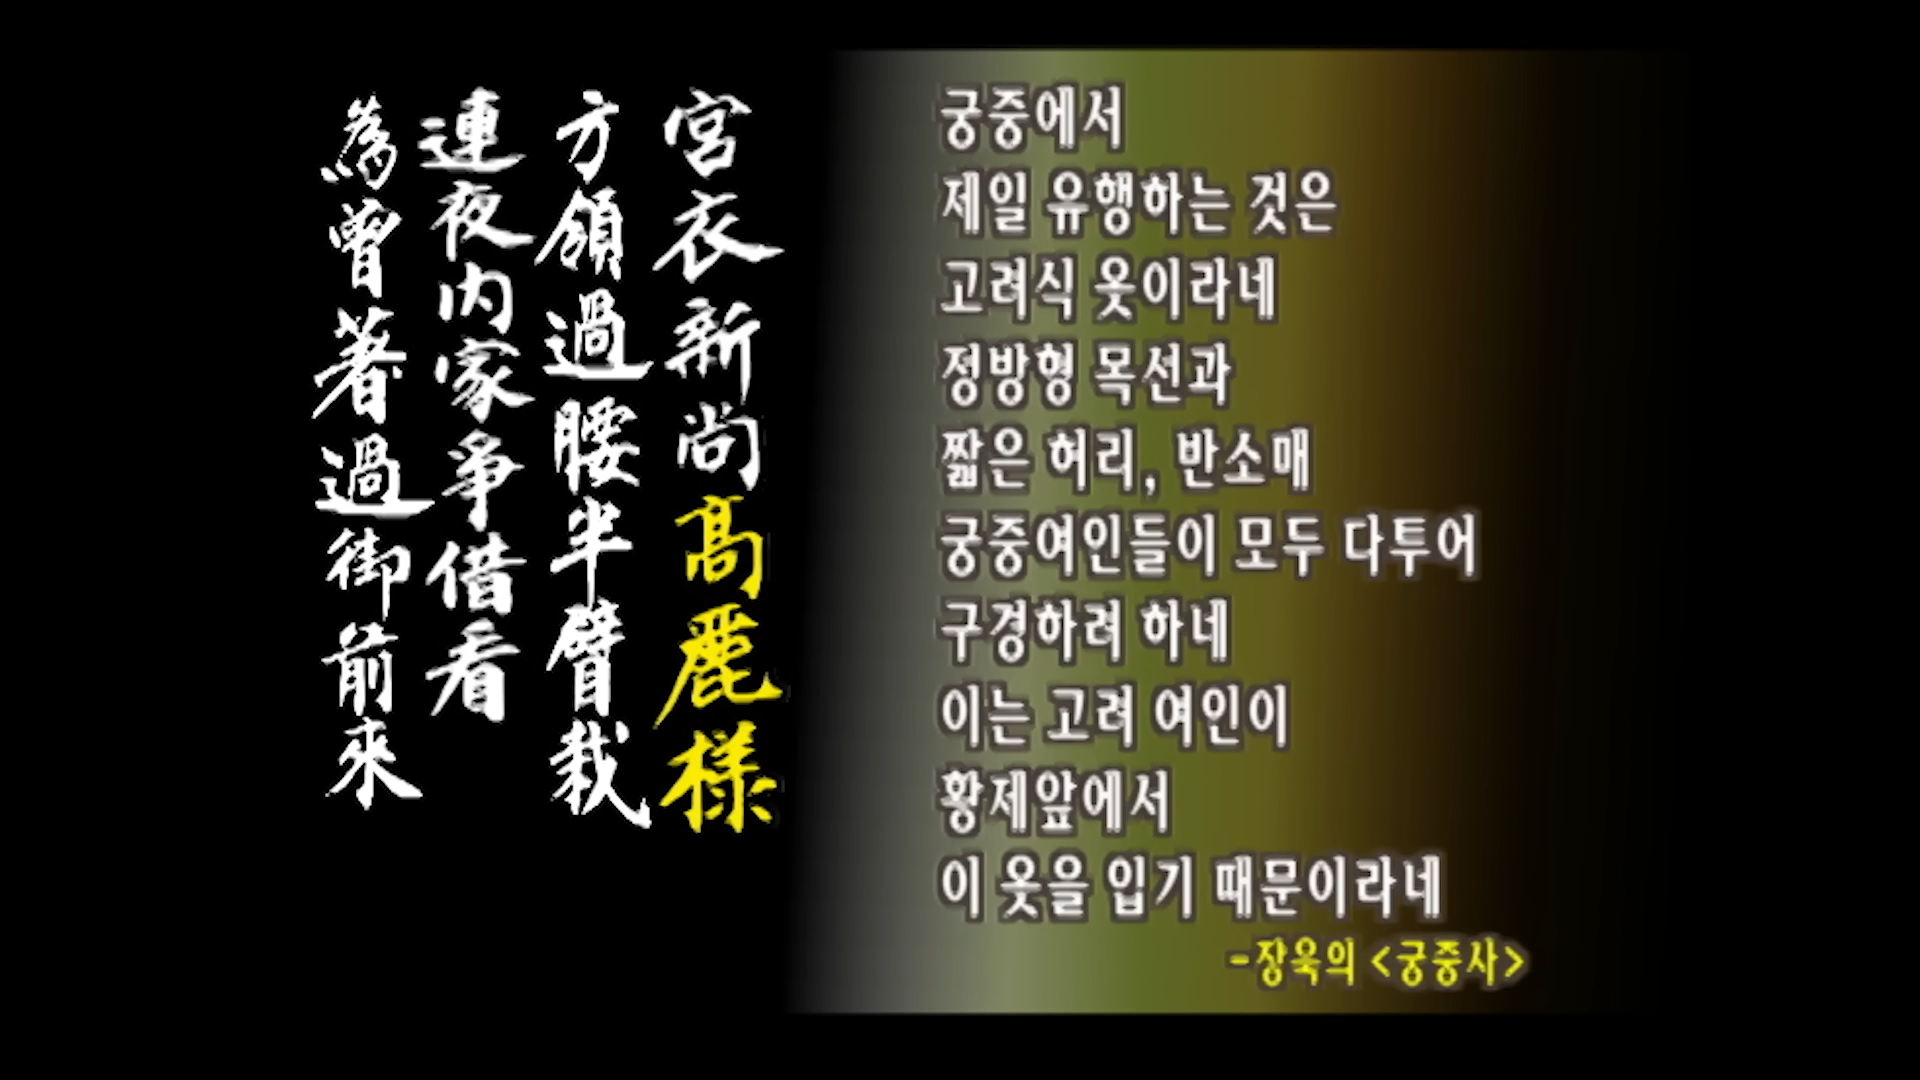 宮衣新尚高麗樣
方領過腰半臂裁
連夜内家爭借看
為曾著過御前來
궁중에서
제일 유행하는 것은
고려식 옷이라네
정방형 목선과
짧은 허리, 반소매
궁중여인들이 모두 다투어
구경하려 하네
이는 고려 여인이
황제앞에서
이 옷을 입기 때문이라네
-장욱의 <궁중사>